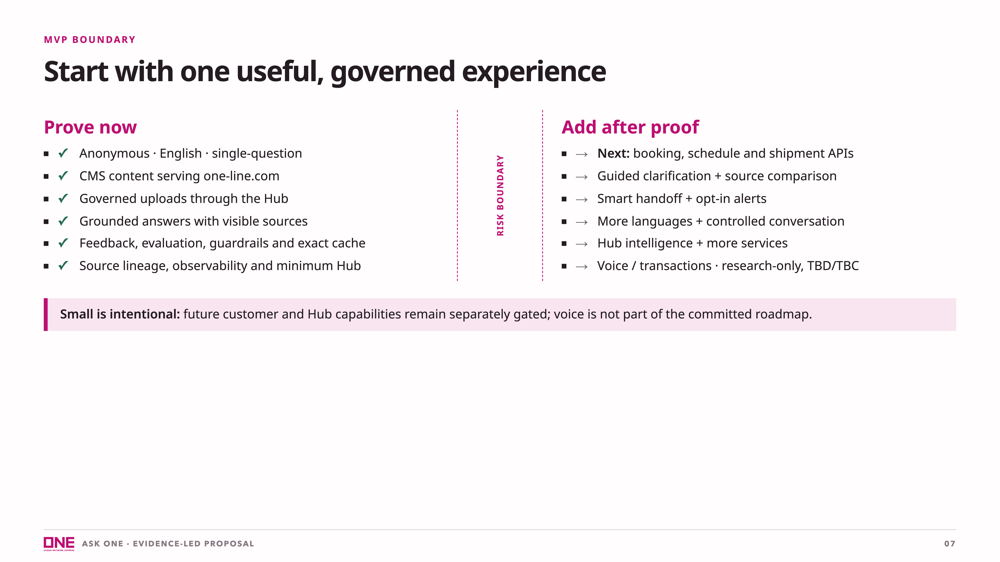 MVP BOUNDARY
Start with one useful, governed experience
Prove now
▪ ✔ Anonymous · English · single-question
▪ ✔ CMS content serving one-line.com
▪ ✔ Governed uploads through the Hub
▪ ✔ Grounded answers with visible sources
▪ ✔ Feedback, evaluation, guardrails and exact cache
▪ ✔ Source lineage, observability and minimum Hub
RISK BOUNDARY
Add after proof
▪ → Next: booking, schedule and shipment APIs
▪ → Guided clarification + source comparison
▪ → Smart handoff + opt-in alerts
▪ → More languages + controlled conversation
▪ → Hub intelligence + more services
▪ → Voice / transactions · research-only, TBD/TBC
Small is intentional: future customer and Hub capabilities remain separately gated; voice is not part of the committed roadmap.
ONE
OCEAN NETWORK EXPRESS
ASK ONE · EVIDENCE-LED PROPOSAL
07